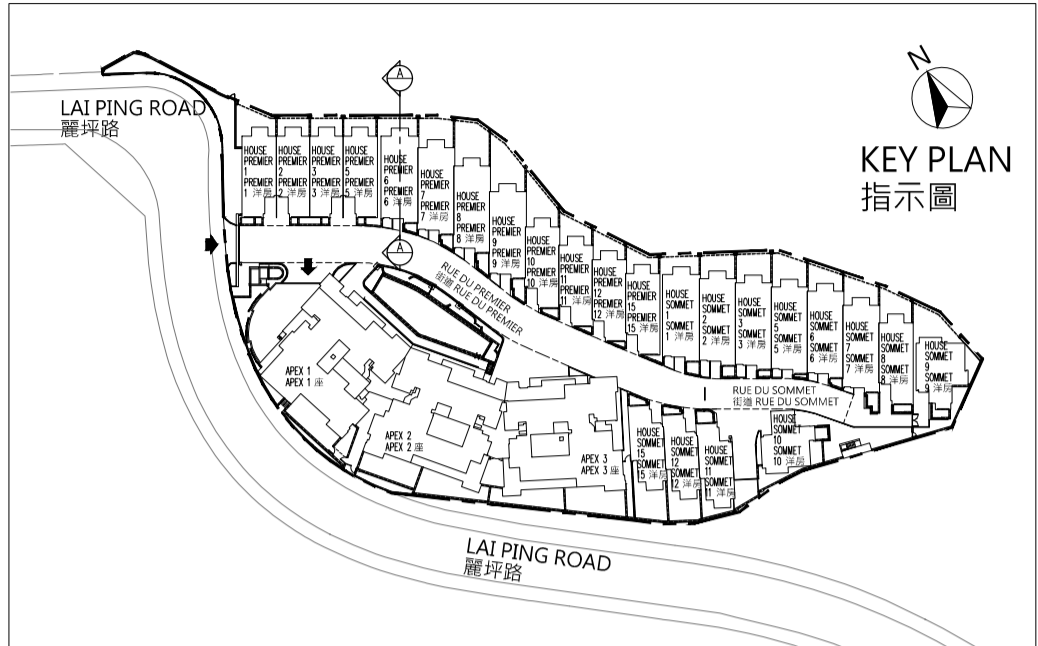 N
KEY PLAN
指示圖
LAI PING ROAD
麗坪路
A
A
HOUSE
PREMIER
1
PREMIER
1 洋房
HOUSE
PREMIER
2
PREMIER
2 洋房
HOUSE
PREMIER
3
PREMIER
3 洋房
HOUSE
PREMIER
5
PREMIER
5 洋房
HOUSE
PREMIER
6
PREMIER
6 洋房
HOUSE
PREMIER
7
PREMIER
7 洋房
HOUSE
PREMIER
8
PREMIER
8 洋房
HOUSE
PREMIER
9
PREMIER
9 洋房
HOUSE
PREMIER
10
PREMIER
10 洋房
HOUSE
PREMIER
11
PREMIER
11 洋房
HOUSE
PREMIER
12
PREMIER
12 洋房
HOUSE
PREMIER
15
PREMIER
15 洋房
HOUSE
SOMMET
1
SOMMET
1 洋房
HOUSE
SOMMET
2
SOMMET
2 洋房
HOUSE
SOMMET
3
SOMMET
3 洋房
HOUSE
SOMMET
5
SOMMET
5 洋房
HOUSE
SOMMET
6
SOMMET
6 洋房
HOUSE
SOMMET
7
SOMMET
7 洋房
HOUSE
SOMMET
8
SOMMET
8 洋房
HOUSE
SOMMET
9
SOMMET
9 洋房
RUE DU PREMIER
街道 RUE DU PREMIER
RUE DU SOMMET
街道 RUE DU SOMMET
APEX 1
APEX 1 座
APEX 2
APEX 2 座
APEX 3
APEX 3 座
HOUSE
SOMMET
15
SOMMET
15 洋房
HOUSE
SOMMET
12
SOMMET
12 洋房
HOUSE
SOMMET
11
SOMMET
11 洋房
HOUSE
SOMMET
10
SOMMET
10 洋房
LAI PING ROAD
麗坪路